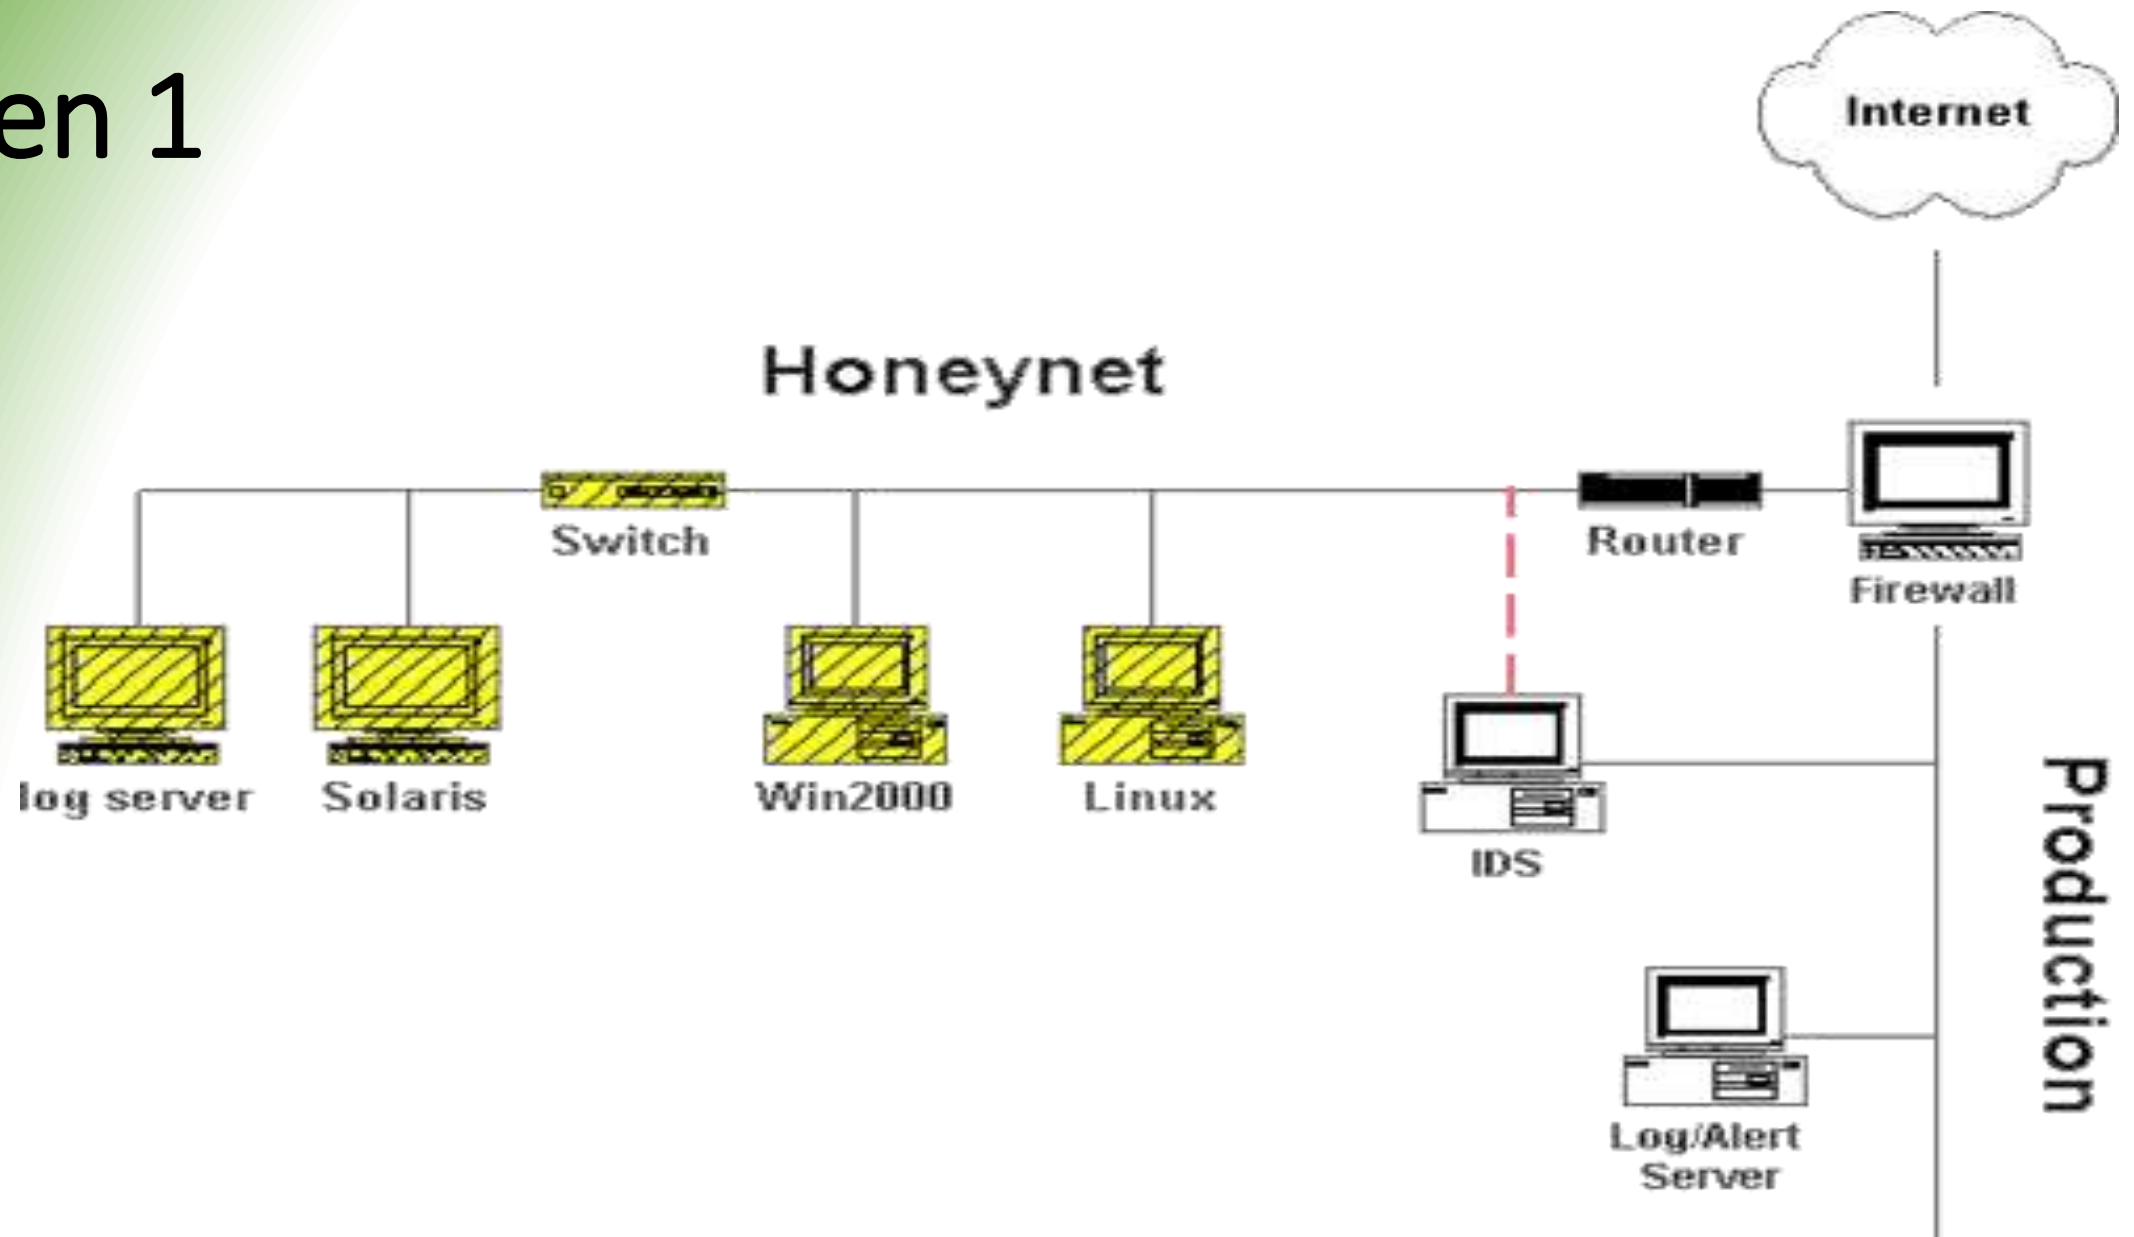 en 1
Internet
Honeynet
Switch
Router
Firewall
log server
Solaris
Win2000
Linux
IDS
Production
Log/Alert
Server